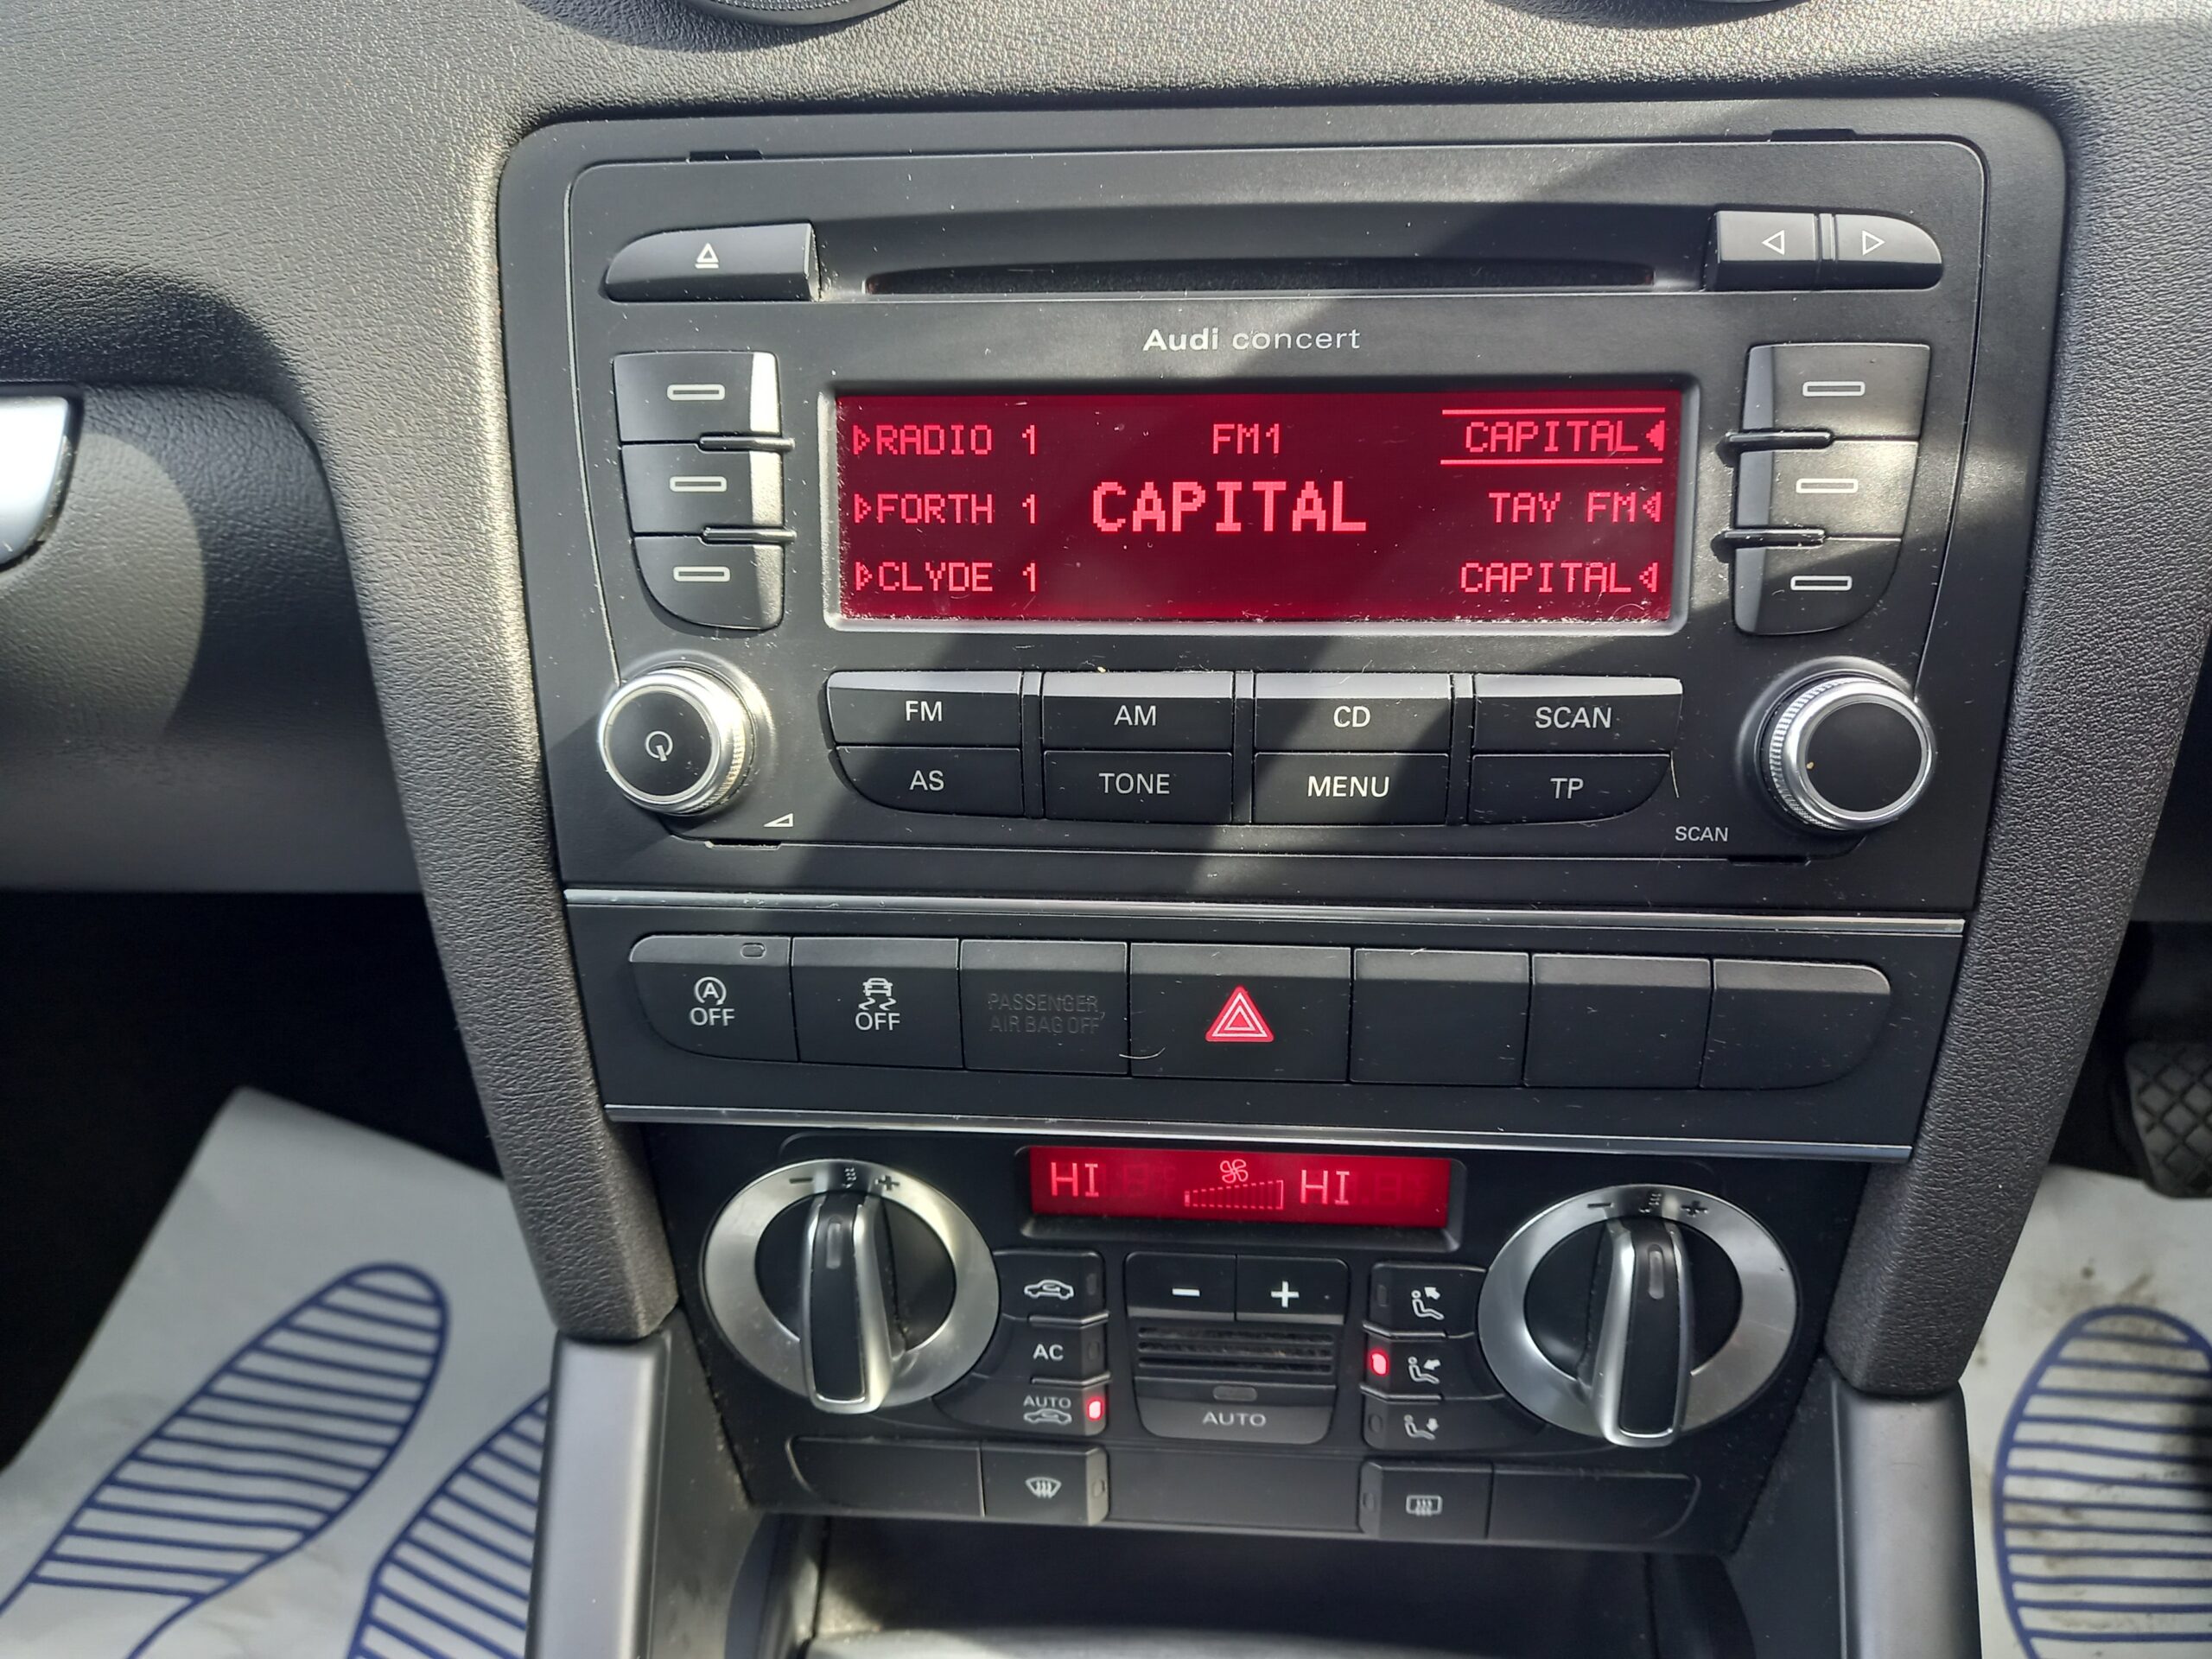 Audi concert
RADIO 1 FM1 CAPITAL
FORTH 1 CAPITAL TAY FM
CLYDE 1 CAPITAL
FM AM CD SCAN
AS TONE MENU TP
SCAN
A OFF OFF PASSENGER AIR BAG OFF
HI HI
- + - + 
- +
AC
AUTO AUTO